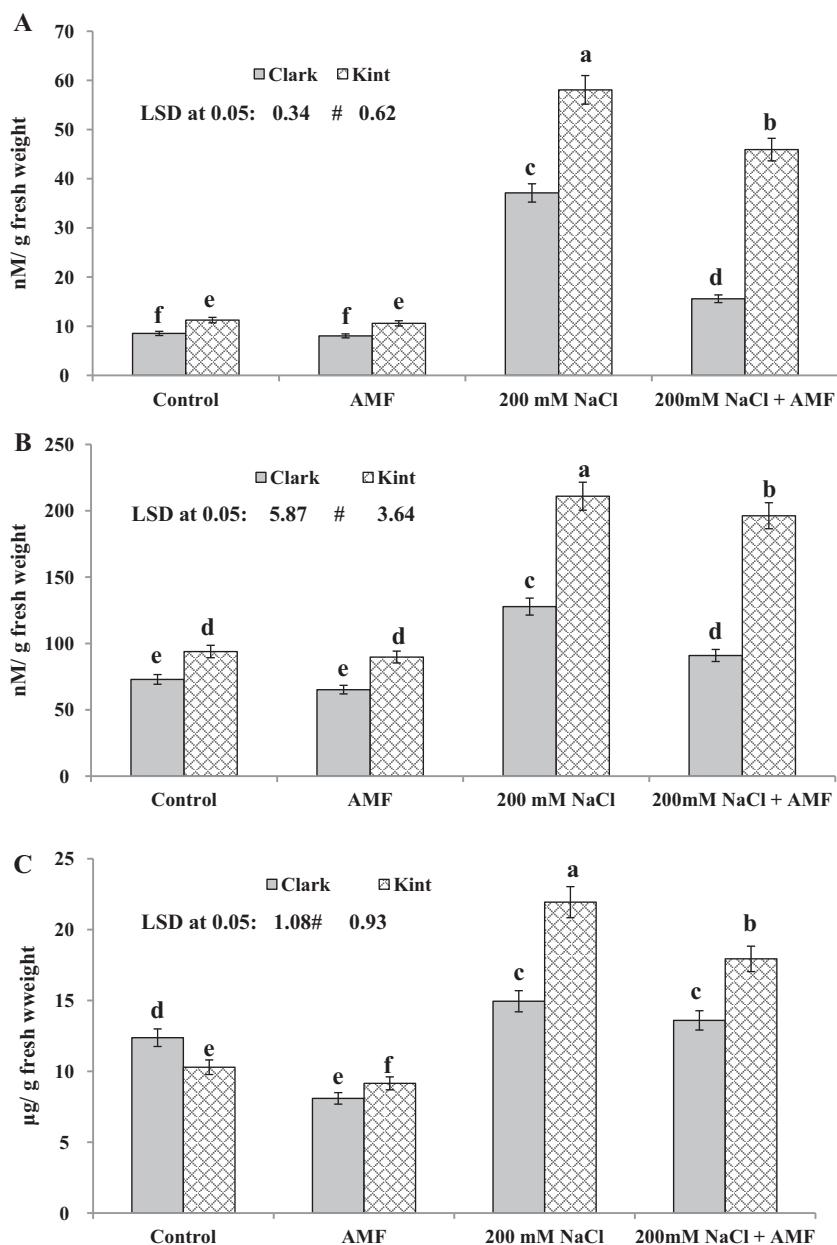 A
70
Clark Kint
LSD at 0.05: 0.34 # 0.62
a
60
b
50
nM/ g fresh weight
c
40
30
d
20
f e
f e
10
0
Control AMF 200 mM NaCl 200mM NaCl + AMF
B
250
Clark Kint
LSD at 0.05: 5.87 # 3.64
a
b
200
nM/ g fresh weight
c
150
d d
d
100
e
e
50
0
Control AMF 200 mM NaCl 200mM NaCl + AMF
C
25
Clark Kint
LSD at 0.05: 1.08# 0.93
a
b
20
µg/ g fresh wweight
c
c
15
d
e
f
e
10
5
0
Control AMF 200 mM NaCl 200mM NaCl + AMF